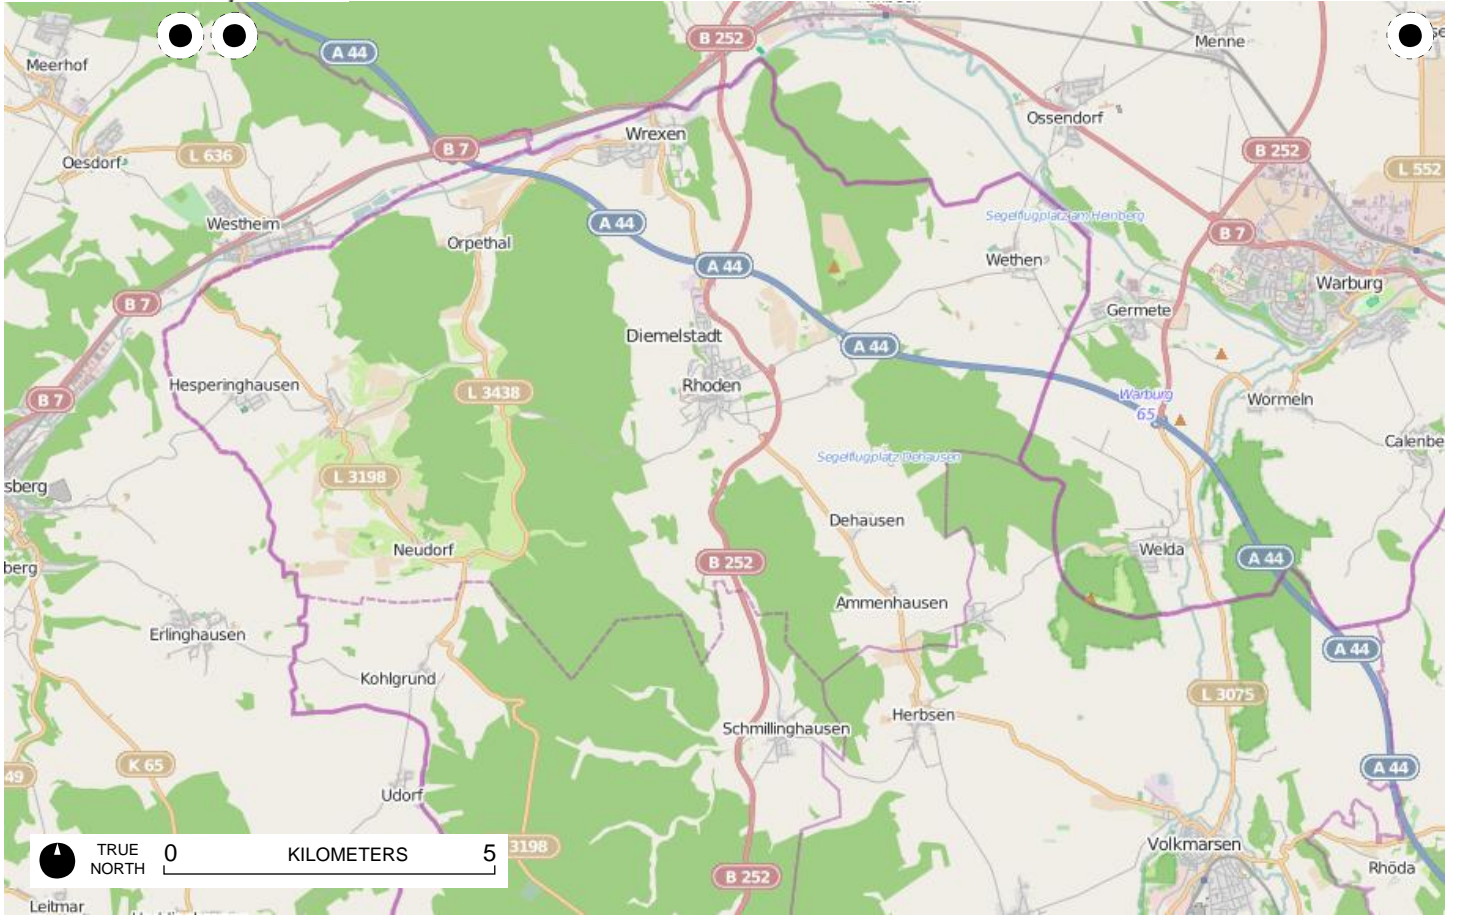 A 44
B 252
Menne
Meerhof
Ossendorf
Wrexen
B 7
B 252
Oesdorf
L 636
L 552
Westheim
Segelflugplatz am Heinberg
A 44
B 7
Orpethal
Wethen
A 44
Warburg
B 7
Germete
Diemelstadt
A 44
Hesperinghausen
Rhoden
L 3438
Warburg
65
Wormeln
B 7
Calenbe
Segelflugplatz Dehausen
L 3198
sberg
Dehausen
Neudorf
Welda
A 44
B 252
berg
Ammenhausen
Erlinghausen
A 44
Kohlgrund
L 3075
Herbsen
Schmillinghausen
K 65
49
A 44
Udorf
TRUE NORTH
0 KILOMETERS 5
3198
Volkmarsen
Rhöda
B 252
Leitmar